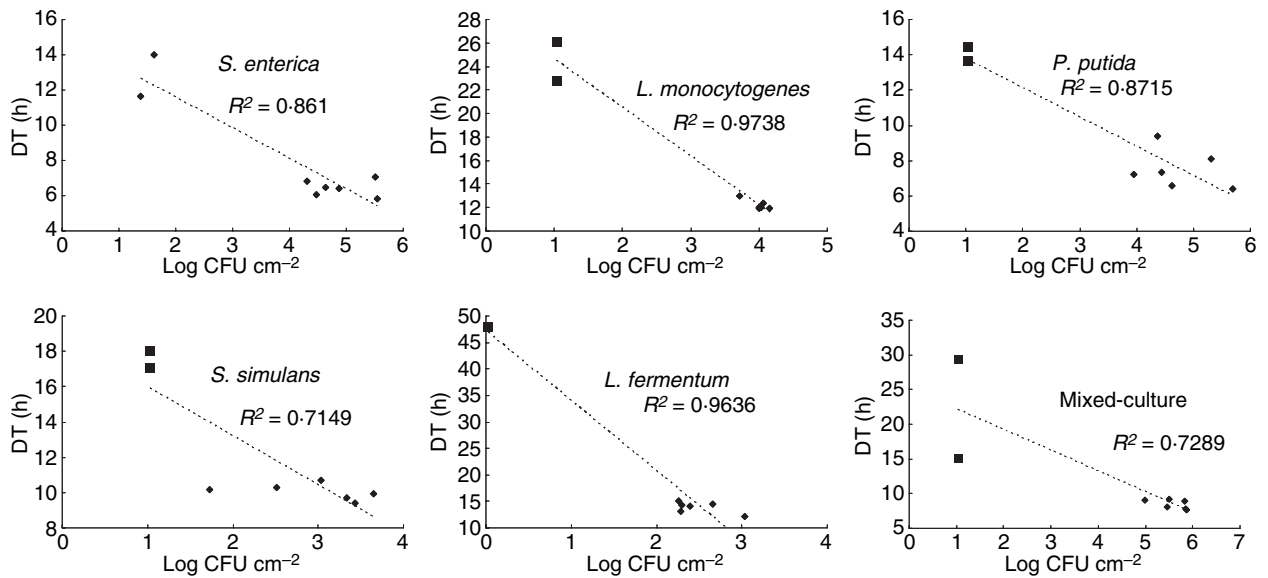 16
14
12
10
8
6
4
DT (h)
S. enterica
R² = 0·861
0 1 2 3 4 5 6
Log CFU cm⁻²
28
26
24
22
20
18
16
14
12
10
DT (h)
L. monocytogenes
R² = 0·9738
0 1 2 3 4 5
Log CFU cm⁻²
16
14
12
10
8
6
4
DT (h)
P. putida
R² = 0·8715
0 1 2 3 4 5 6
Log CFU cm⁻²
20
18
16
14
12
10
8
DT (h)
S. simulans
R² = 0·7149
0 1 2 3 4
Log CFU cm⁻²
50
45
40
35
30
25
20
15
10
DT (h)
L. fermentum
R² = 0·9636
0 1 2 3 4
Log CFU cm⁻²
35
30
25
20
15
10
5
DT (h)
Mixed-culture
R² = 0·7289
0 1 2 3 4 5 6 7
Log CFU cm⁻²